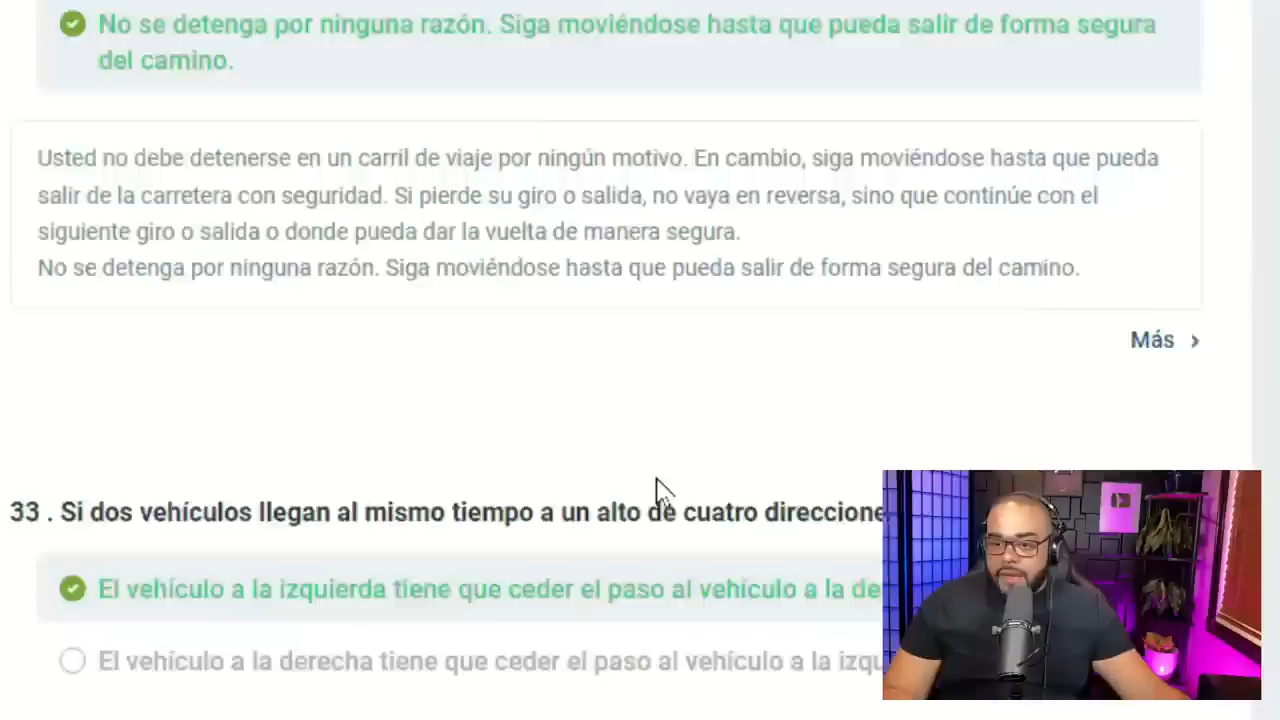 No se detenga por ninguna razón. Siga moviéndose hasta que pueda salir de forma segura
del camino.
Usted no debe detenerse en un carril de viaje por ningún motivo. En cambio, siga moviéndose hasta que pueda
salir de la carretera con seguridad. Si pierde su giro o salida, no vaya en reversa, sino que continúe con el
siguiente giro o salida o donde pueda dar la vuelta de manera segura.
No se detenga por ninguna razón. Siga moviéndose hasta que pueda salir de forma segura del camino.
Más
33 . Si dos vehículos llegan al mismo tiempo a un alto de cuatro direccione
El vehículo a la izquierda tiene que ceder el paso al vehículo a la de
El vehículo a la derecha tiene que ceder el paso al vehículo a la izqu